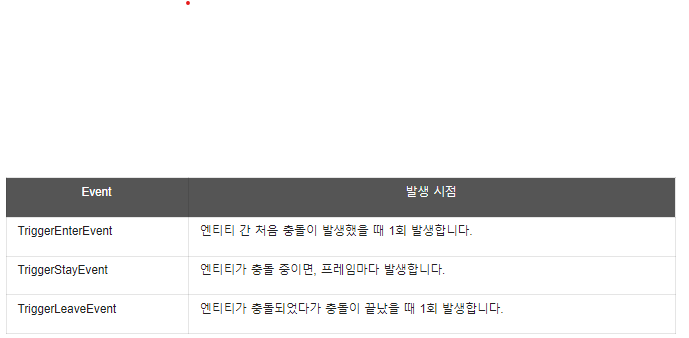 Event 발생 시점
TriggerEnterEvent 엔티티 간 처음 충돌이 발생했을 때 1회 발생합니다.
TriggerStayEvent 엔티티가 충돌 중이면, 프레임마다 발생합니다.
TriggerLeaveEvent 엔티티가 충돌되었다가 충돌이 끝났을 때 1회 발생합니다.